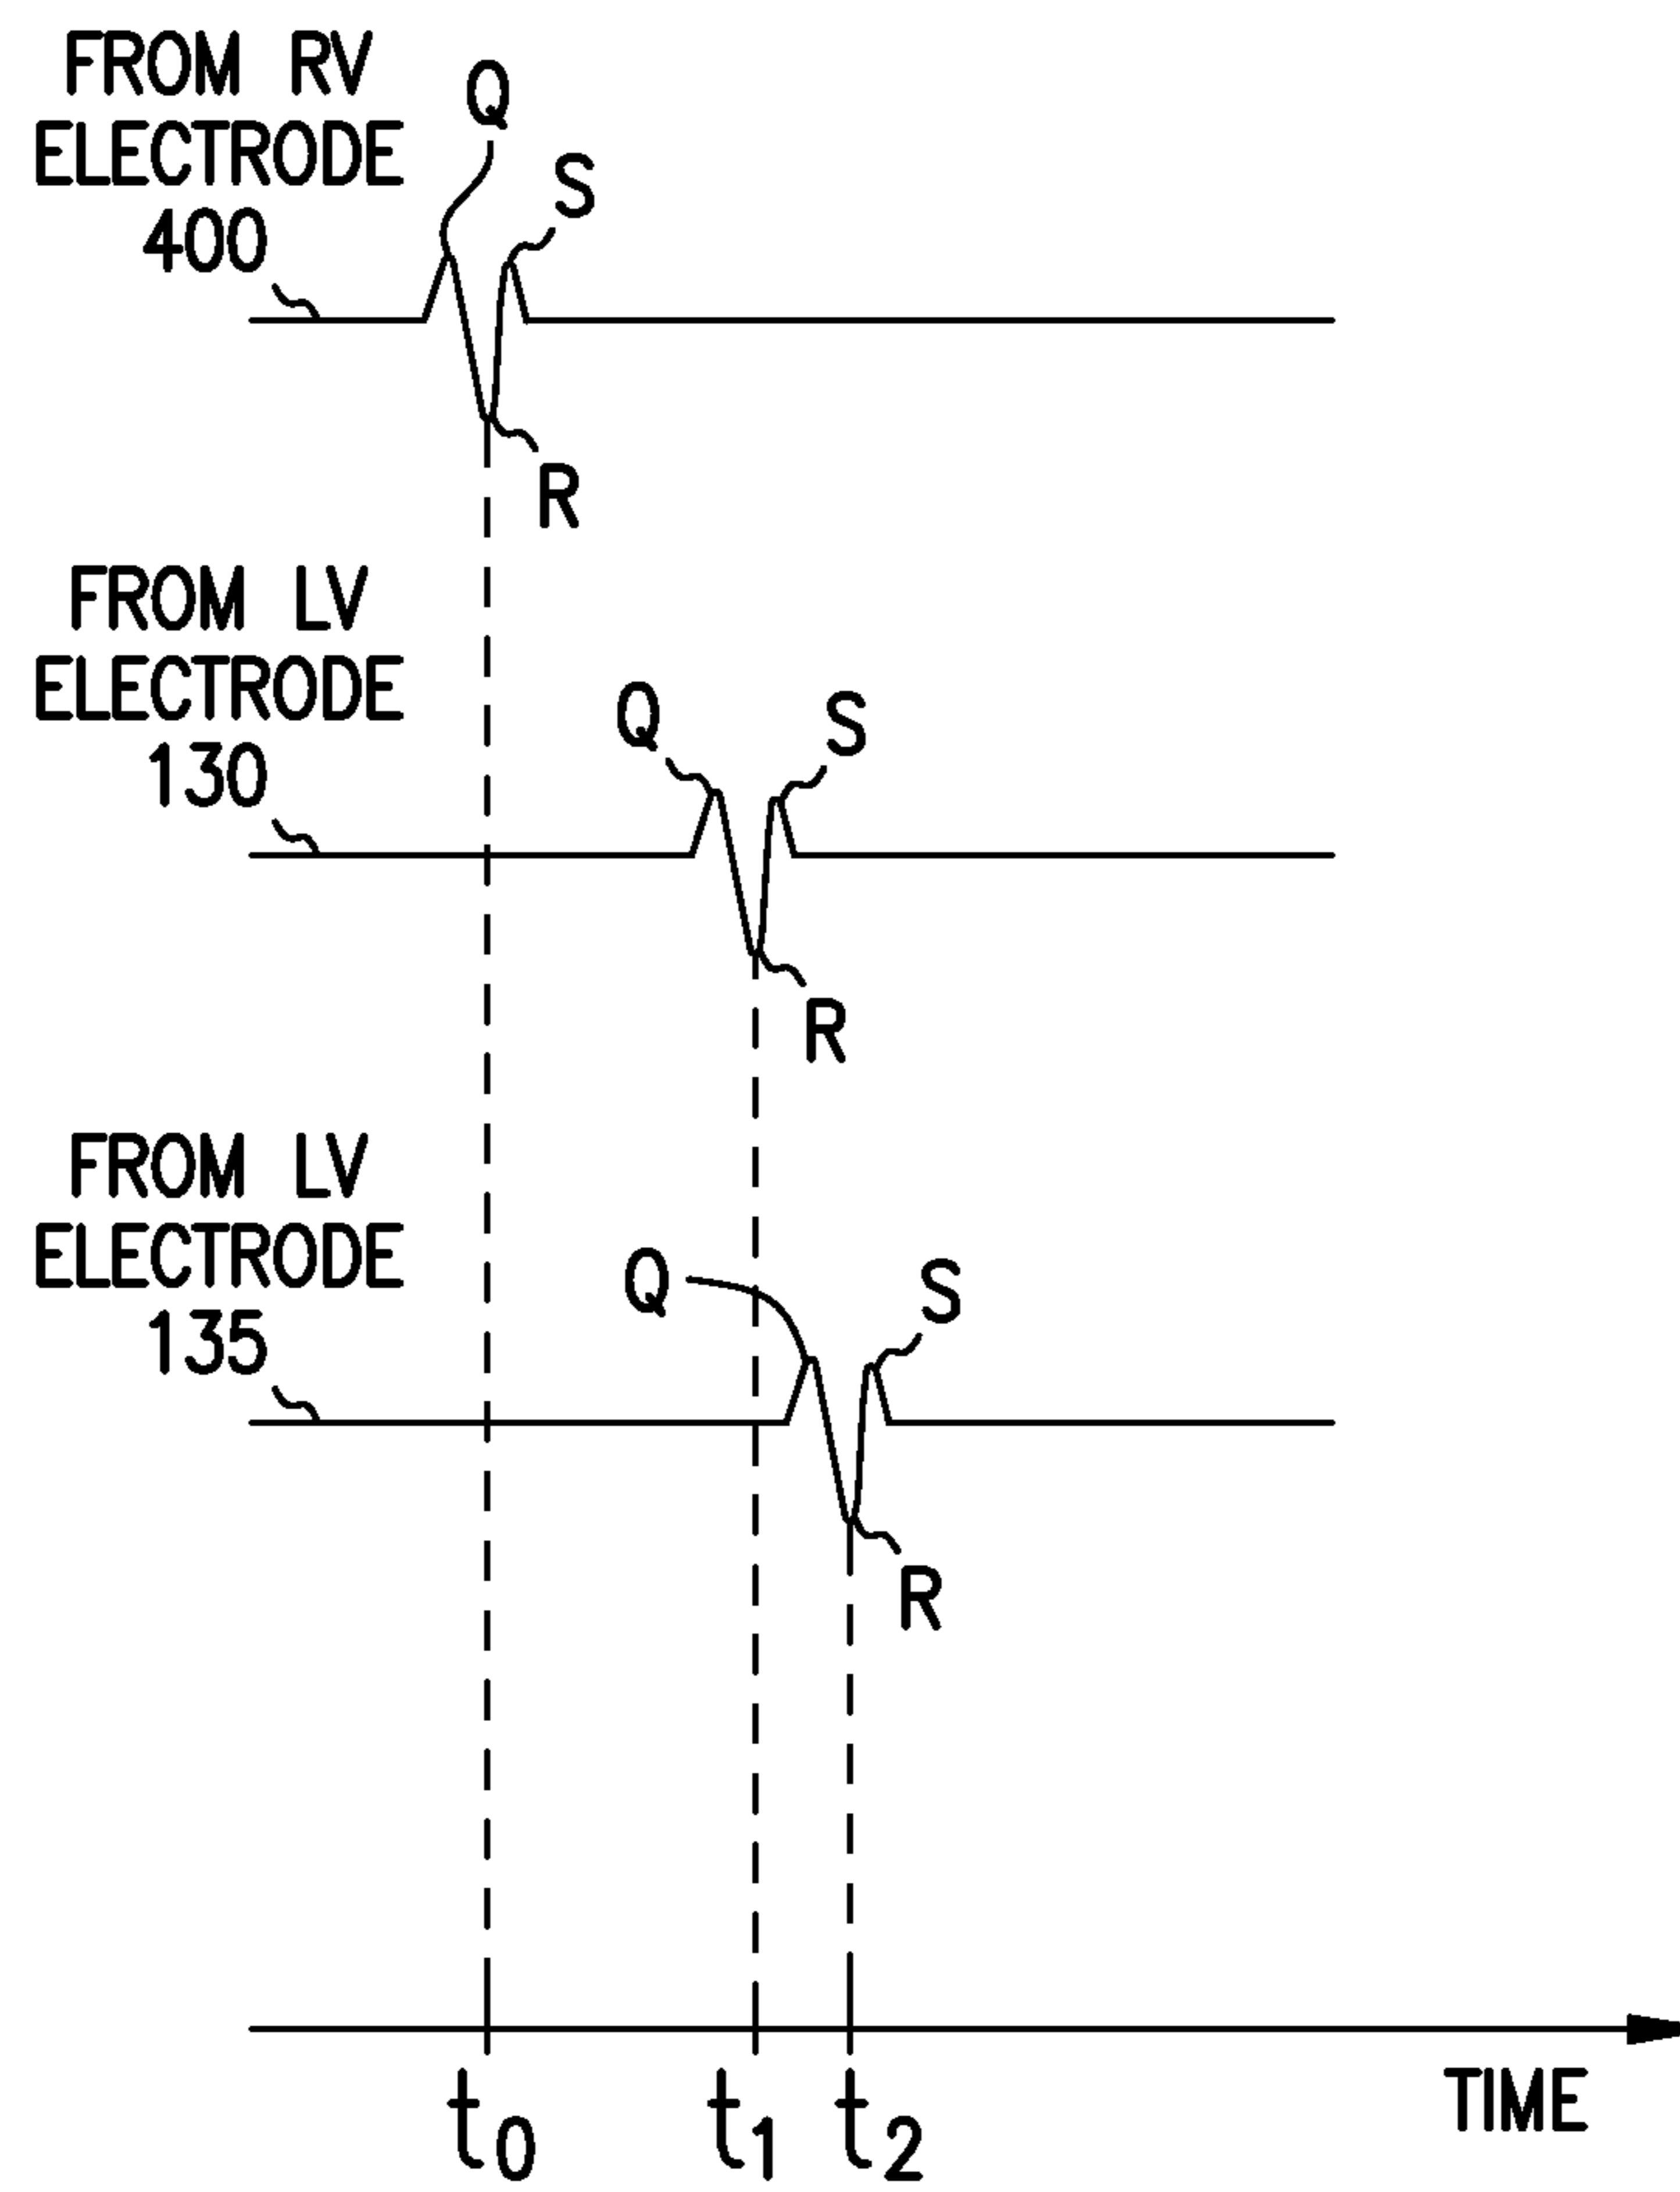 FROM RV
ELECTRODE
400
Q
S
R
FROM LV
ELECTRODE
130
Q
S
R
FROM LV
ELECTRODE
135
Q
S
R
t0
t1
t2
TIME